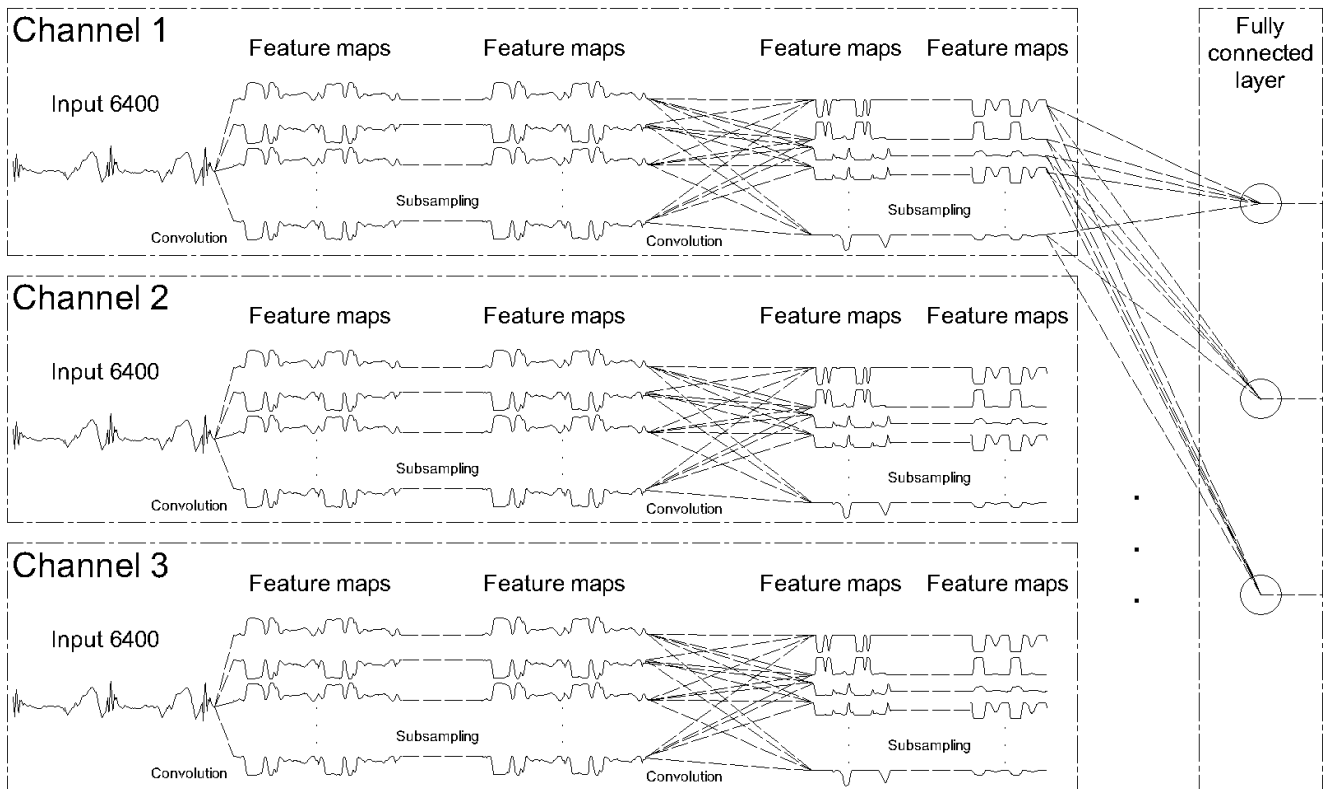 Channel 1
Feature maps
Feature maps
Feature maps
Feature maps
Input 6400
Subsampling
Subsampling
Convolution
Convolution
Fully
connected
layer
Channel 2
Feature maps
Feature maps
Feature maps
Feature maps
Input 6400
Subsampling
Subsampling
Convolution
Convolution
Channel 3
Feature maps
Feature maps
Feature maps
Feature maps
Input 6400
Subsampling
Subsampling
Convolution
Convolution